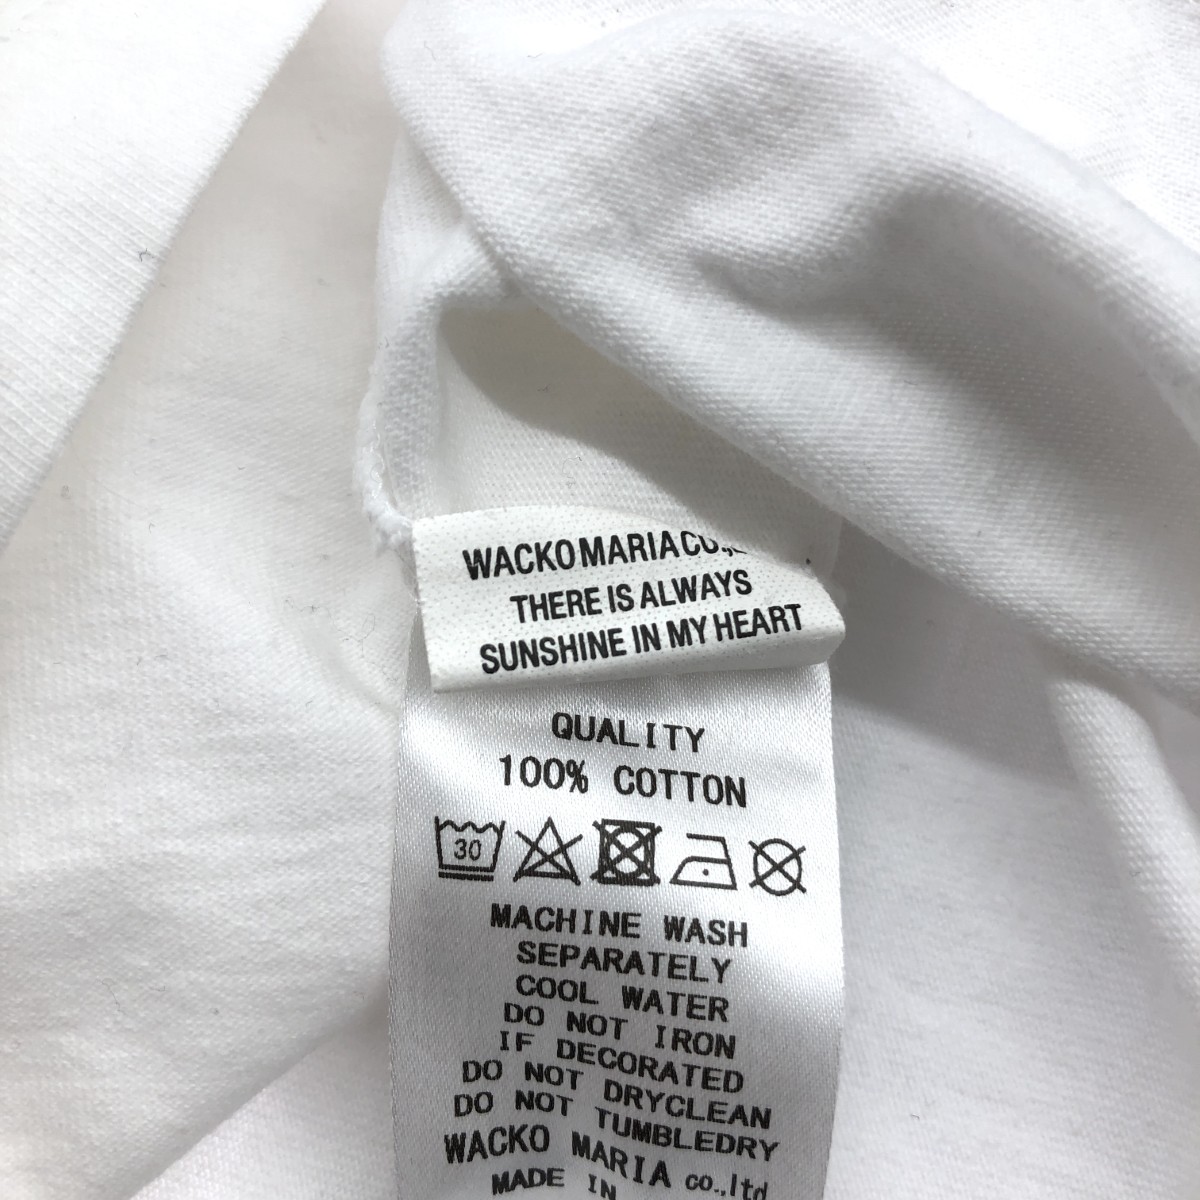 WACKO MARIA CO.,
THERE IS ALWAYS
SUNSHINE IN MY HEART
QUALITY
100% COTTON
30
MACHINE WASH
SEPARATELY
COOL WATER
DO NOT IRON
IF DECORATED
DO NOT DRYCLEAN
DO NOT TUMBLEDRY
WACKO MARIA co.,ltd
MADE IN